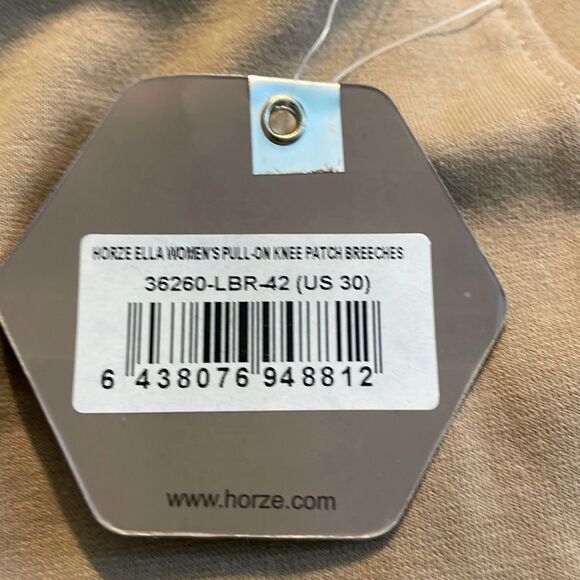 HORZE ELLA WOMEN'S PULL-ON KNEE PATCH BREECHES
36260-LBR-42 (US 30)
6 438076 948812
www.horze.com